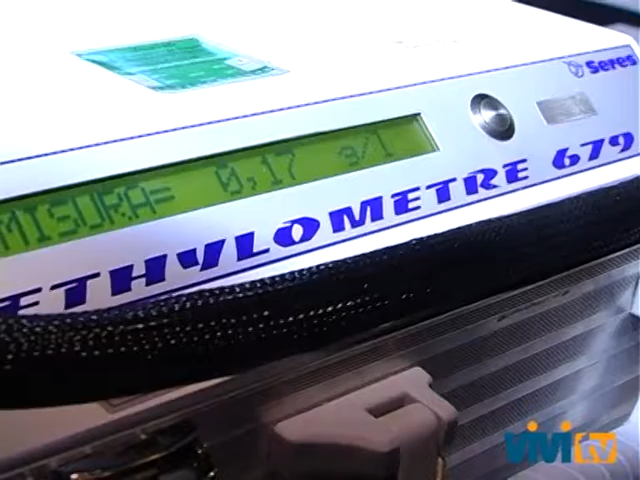 Seres
MISURA= 0,17 g/l
ETHYLOMETRE 679
ViVi tv